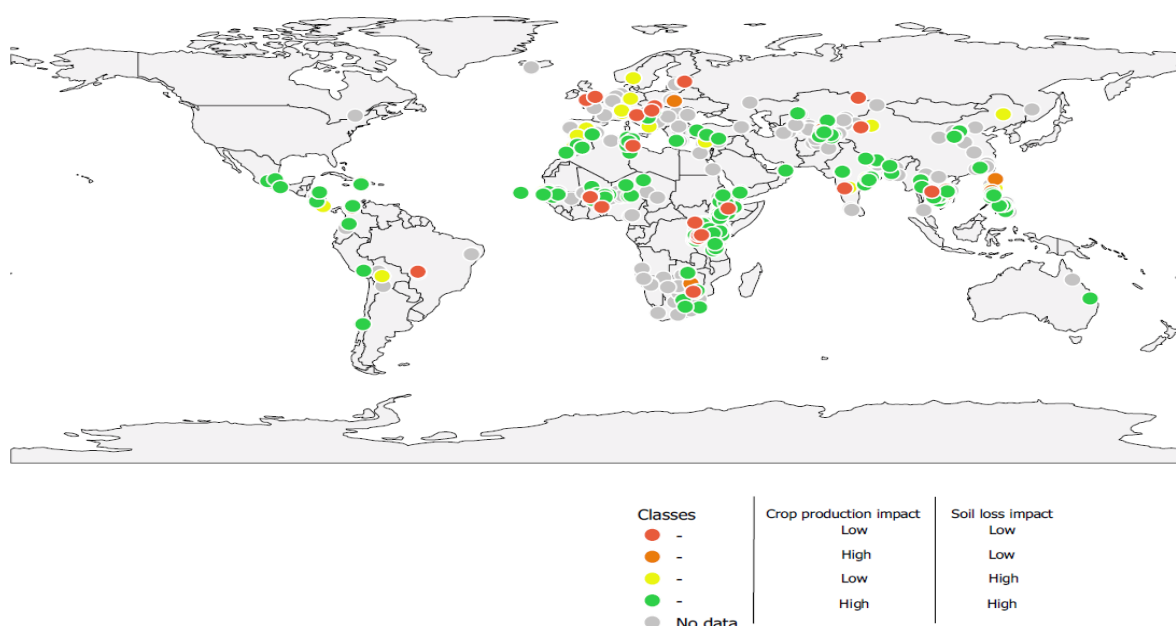 Classes Crop production impact Soil loss impact
- Low Low
- High Low
- Low High
- High High
No data